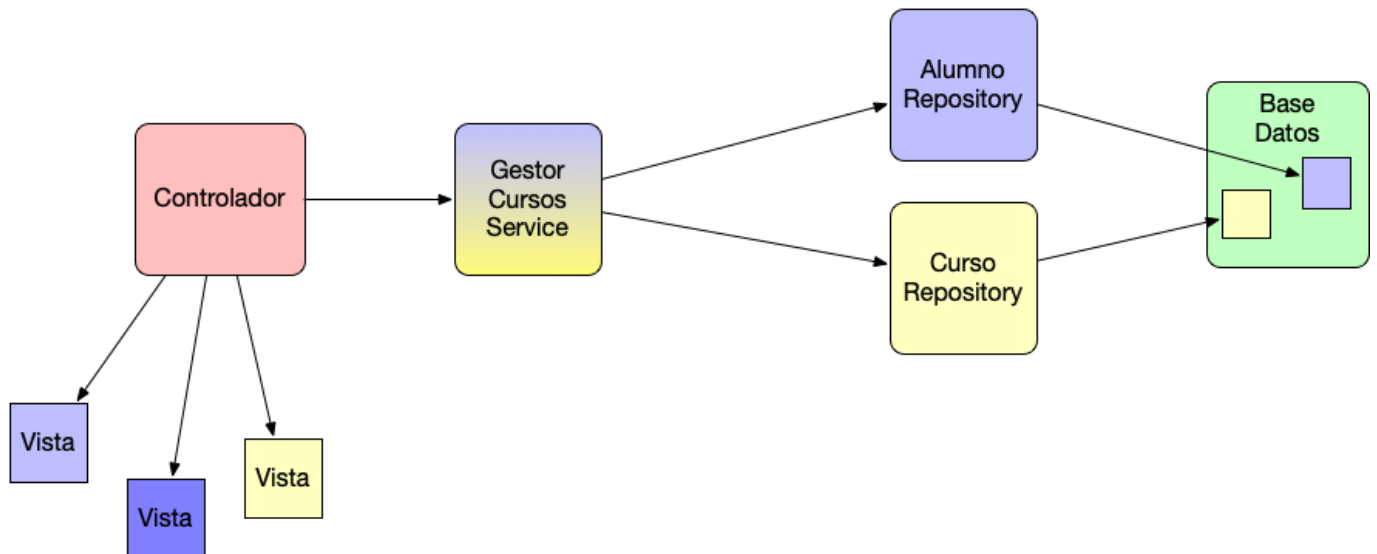 Alumno
Repository
Base
Datos
Controlador
Gestor
Cursos
Service
Curso
Repository
Vista
Vista
Vista